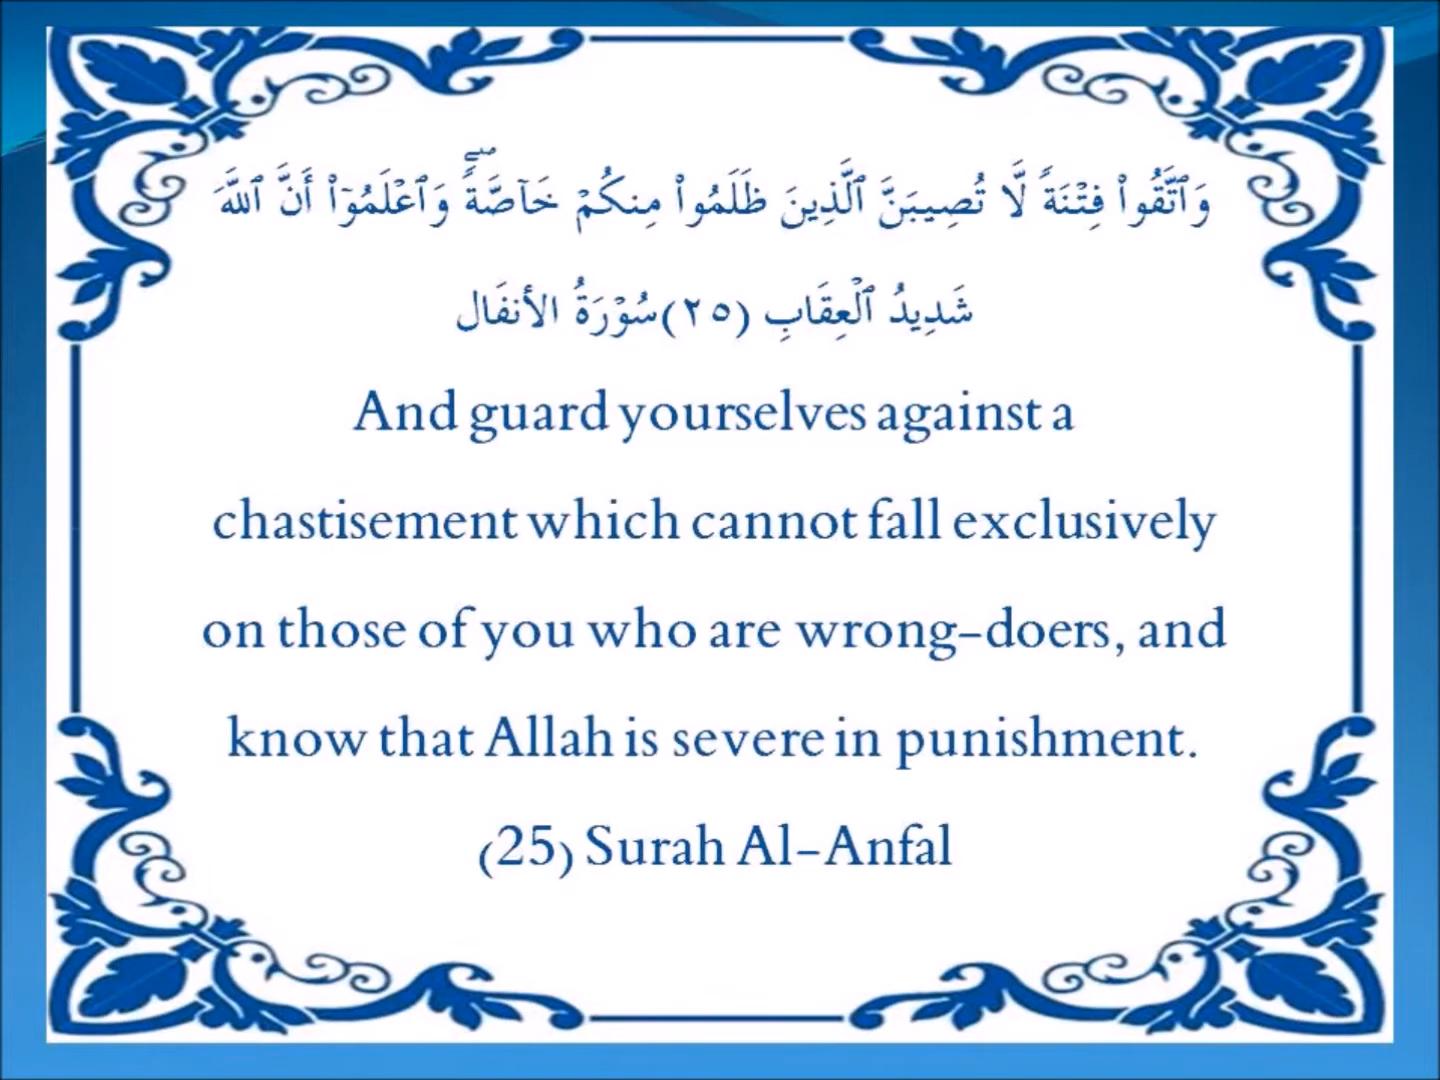 وَٱتَّقُوا۟ فِتْنَةً لَّا تُصِيبَنَّ ٱلَّذِينَ ظَلَمُوا۟ مِنكُمْ خَآصَّةً ۖ وَٱعْلَمُوٓا۟ أَنَّ ٱللَّهَ
شَدِيدُ ٱلْعِقَابِ (٢٥)سُوْرَةُ الأنفَال
And guard yourselves against a
chastisement which cannot fall exclusively
on those of you who are wrong-doers, and
know that Allah is severe in punishment.
(25) Surah Al-Anfal